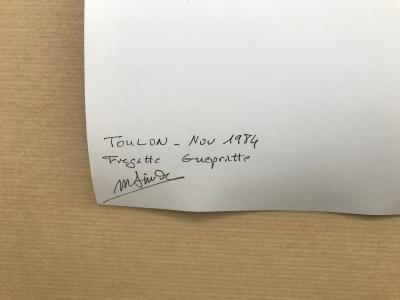 TOULON - NOV 1984
Fregatte Guepratte